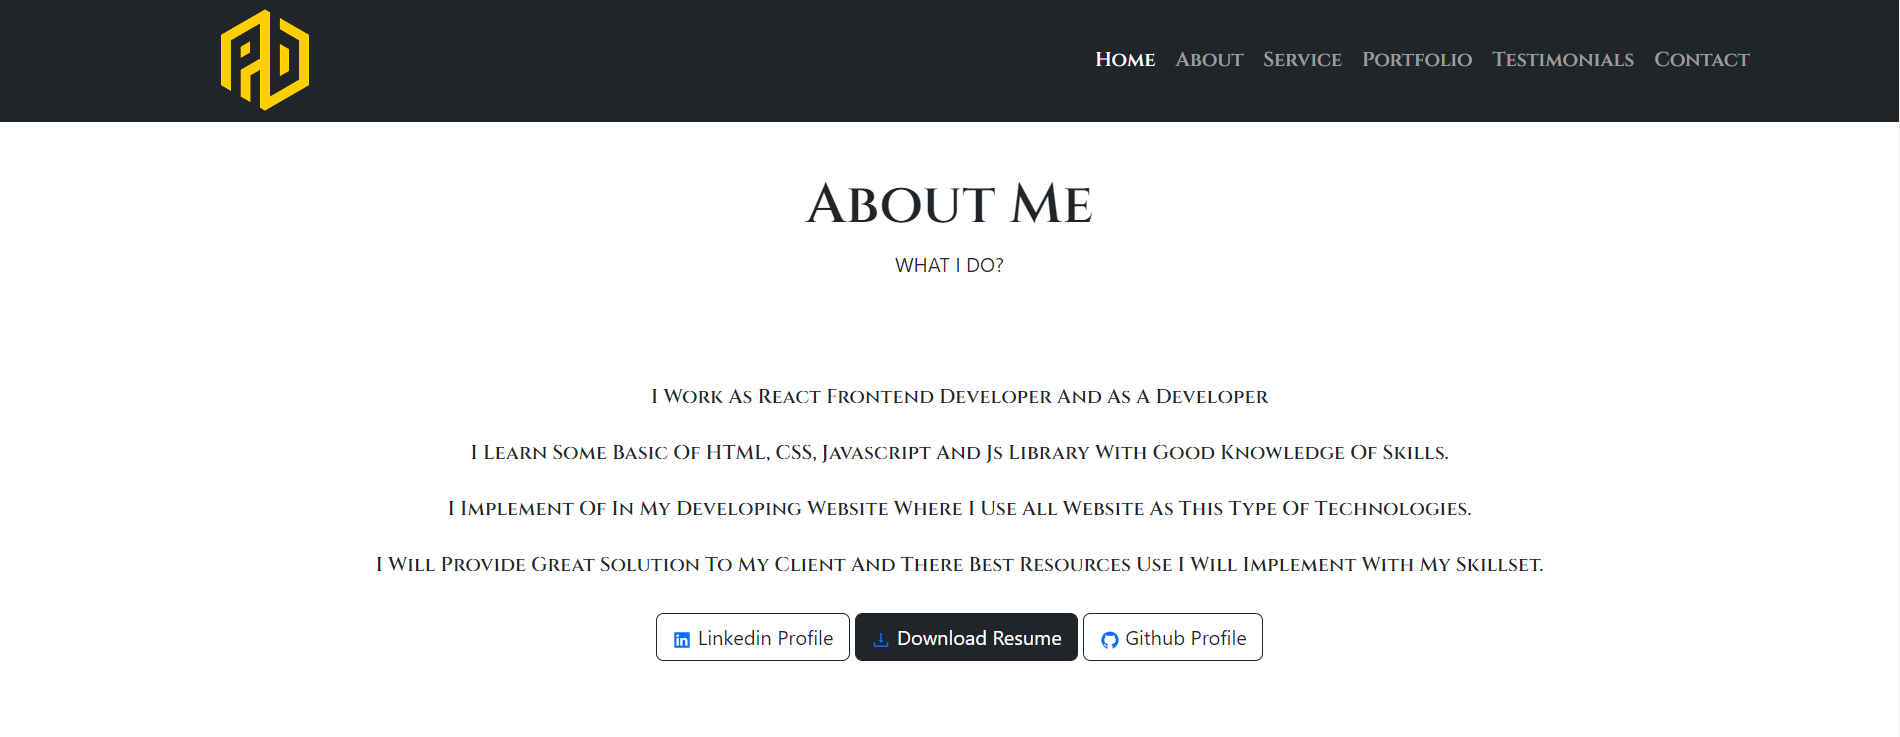 Home About Service Portfolio Testimonials Contact
About Me
WHAT I DO?
I Work As React Frontend Developer And As A Developer
I Learn Some Basic Of HTML, CSS, Javascript And Js Library With Good Knowledge Of Skills.
I Implement Of In My Developing Website Where I Use All Website As This Type Of Technologies.
I Will Provide Great Solution To My Client And There Best Resources Use I Will Implement With My Skillset.
Linkedin Profile Download Resume Github Profile